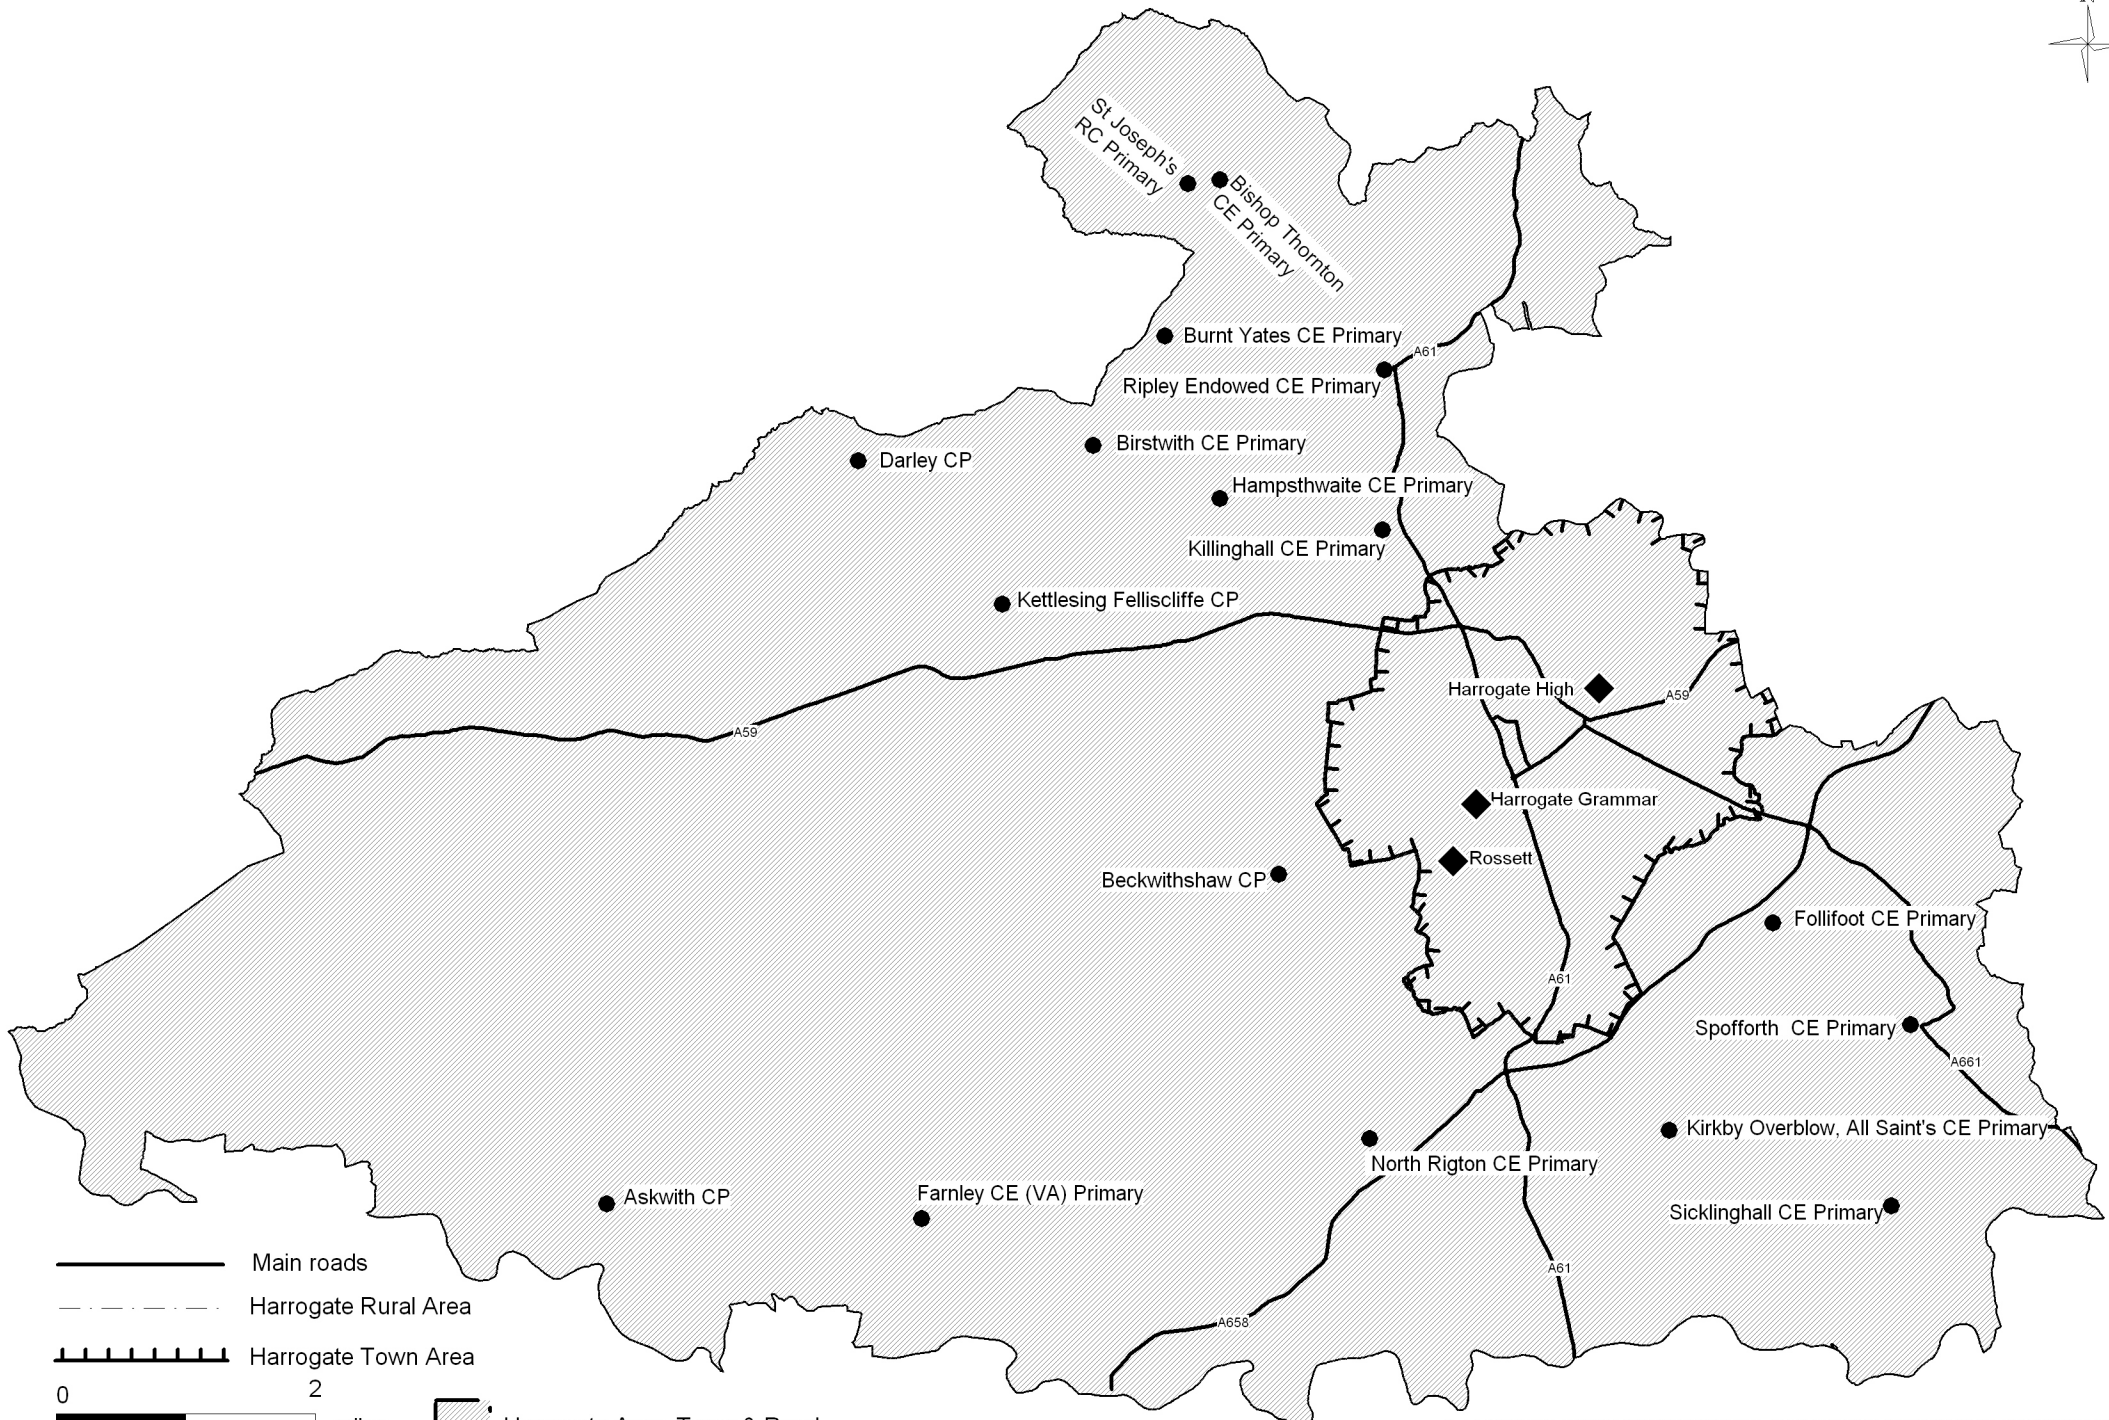 St Joseph's
RC Primary
Bishop Thornton
CE Primary
Burnt Yates CE Primary
A61
Ripley Endowed CE Primary
Birstwith CE Primary
Darley CP
Hampsthwaite CE Primary
Killinghall CE Primary
Kettlesing Felliscliffe CP
Harrogate High
A59
A59
Harrogate Grammar
Rossett
Beckwithshaw CP
Follifoot CE Primary
A61
Spofforth CE Primary
A661
Kirkby Overblow, All Saint's CE Primary
North Rigton CE Primary
Askwith CP
Farnley CE (VA) Primary
Sicklinghall CE Primary
A61
A658
Main roads
Harrogate Rural Area
Harrogate Town Area
0 2